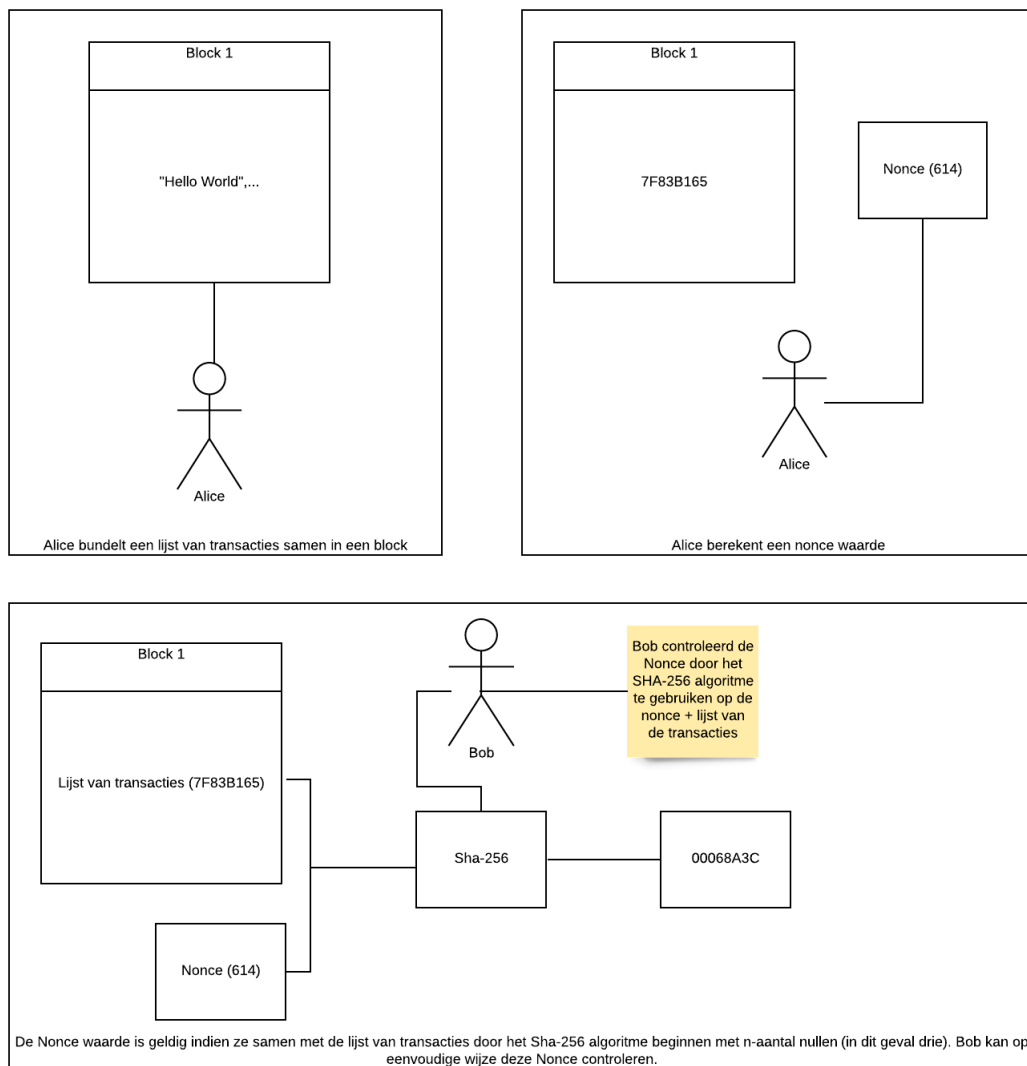 Block 1
"Hello World",...
Alice
Alice bundelt een lijst van transacties samen in een block
Block 1
7F83B165
Nonce (614)
Alice
Alice berekent een nonce waarde
Block 1
Lijst van transacties (7F83B165)
Nonce (614)
Bob
Bob controleerd de
Nonce door het
SHA-256 algoritme
te gebruiken op de
nonce + lijst van
de transacties
Sha-256
00068A3C
De Nonce waarde is geldig indien ze samen met de lijst van transacties door het Sha-256 algoritme beginnen met n-aantal nullen (in dit geval drie). Bob kan op
eenvoudige wijze deze Nonce controleren.